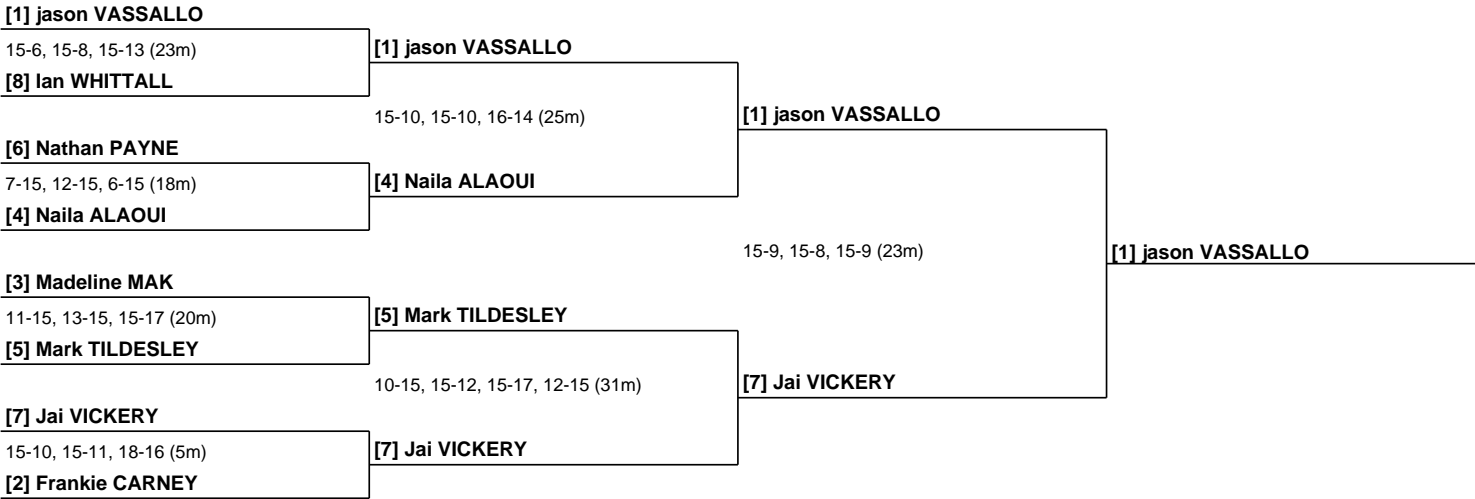 [1] jason VASSALLO
15-6, 15-8, 15-13 (23m)
[8] Ian WHITTALL
[1] jason VASSALLO
15-10, 15-10, 16-14 (25m)
[6] Nathan PAYNE
7-15, 12-15, 6-15 (18m)
[4] Naila ALAOUI
[4] Naila ALAOUI
[1] jason VASSALLO
15-9, 15-8, 15-9 (23m)
[1] jason VASSALLO
[3] Madeline MAK
11-15, 13-15, 15-17 (20m)
[5] Mark TILDESLEY
[5] Mark TILDESLEY
10-15, 15-12, 15-17, 12-15 (31m)
[7] Jai VICKERY
[7] Jai VICKERY
15-10, 15-11, 18-16 (5m)
[2] Frankie CARNEY
[7] Jai VICKERY